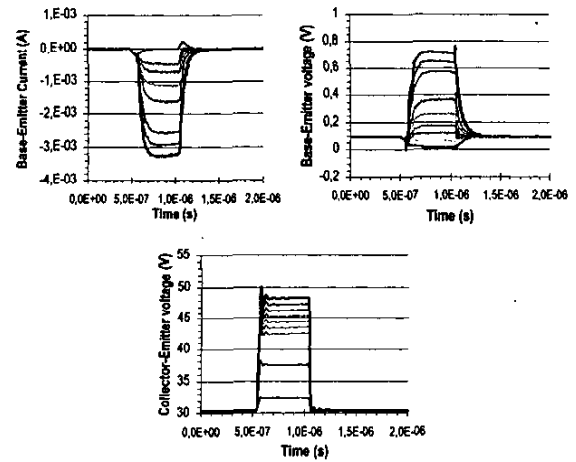 1,E-03
0,E+00
-1,E-03
-2,E-03
-3,E-03
-4,E-03
Base-Emitter Current (A)
0,0E+00 5,0E-07 1,0E-06 1,5E-06 2,0E-06
Time (s)
1
0,8
0,6
0,4
0,2
0
0,2
Base-Emitter voltage (V)
0,0E+00 5,0E-07 1,0E-06 1,5E-06 2,0E-06
Time (s)
55
50
45
40
35
30
Collector-Emitter voltage (V)
0,0E+00 5,0E-07 1,0E-06 1,5E-06 2,0E-06
Time (s)